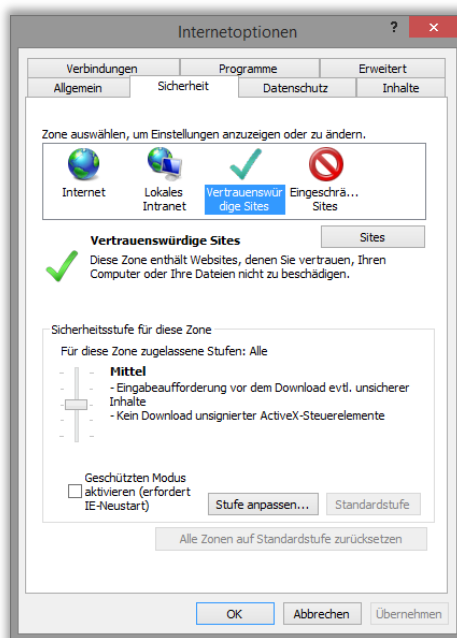 Internetoptionen
?
x
Verbindungen
Programme
Erweitert
Allgemein
Sicherheit
Datenschutz
Inhalte
Zone auswählen, um Einstellungen anzuzeigen oder zu ändern.
Internet
Lokales
Intranet
Vertrauenswür
dige Sites
Eingeschrä...
Sites
Vertrauenswürdige Sites
Sites
Diese Zone enthält Websites, denen Sie vertrauen, Ihren
Computer oder Ihre Dateien nicht zu beschädigen.
Sicherheitsstufe für diese Zone
Für diese Zone zugelassene Stufen: Alle
Mittel
- Eingabeaufforderung vor dem Download evtl. unsicherer
Inhalte
- Kein Download unsignierter ActiveX-Steuerelemente
Geschützten Modus
aktivieren (erfordert
IE-Neustart)
Stufe anpassen...
Standardstufe
Alle Zonen auf Standardstufe zurücksetzen
OK
Abbrechen
Übernehmen